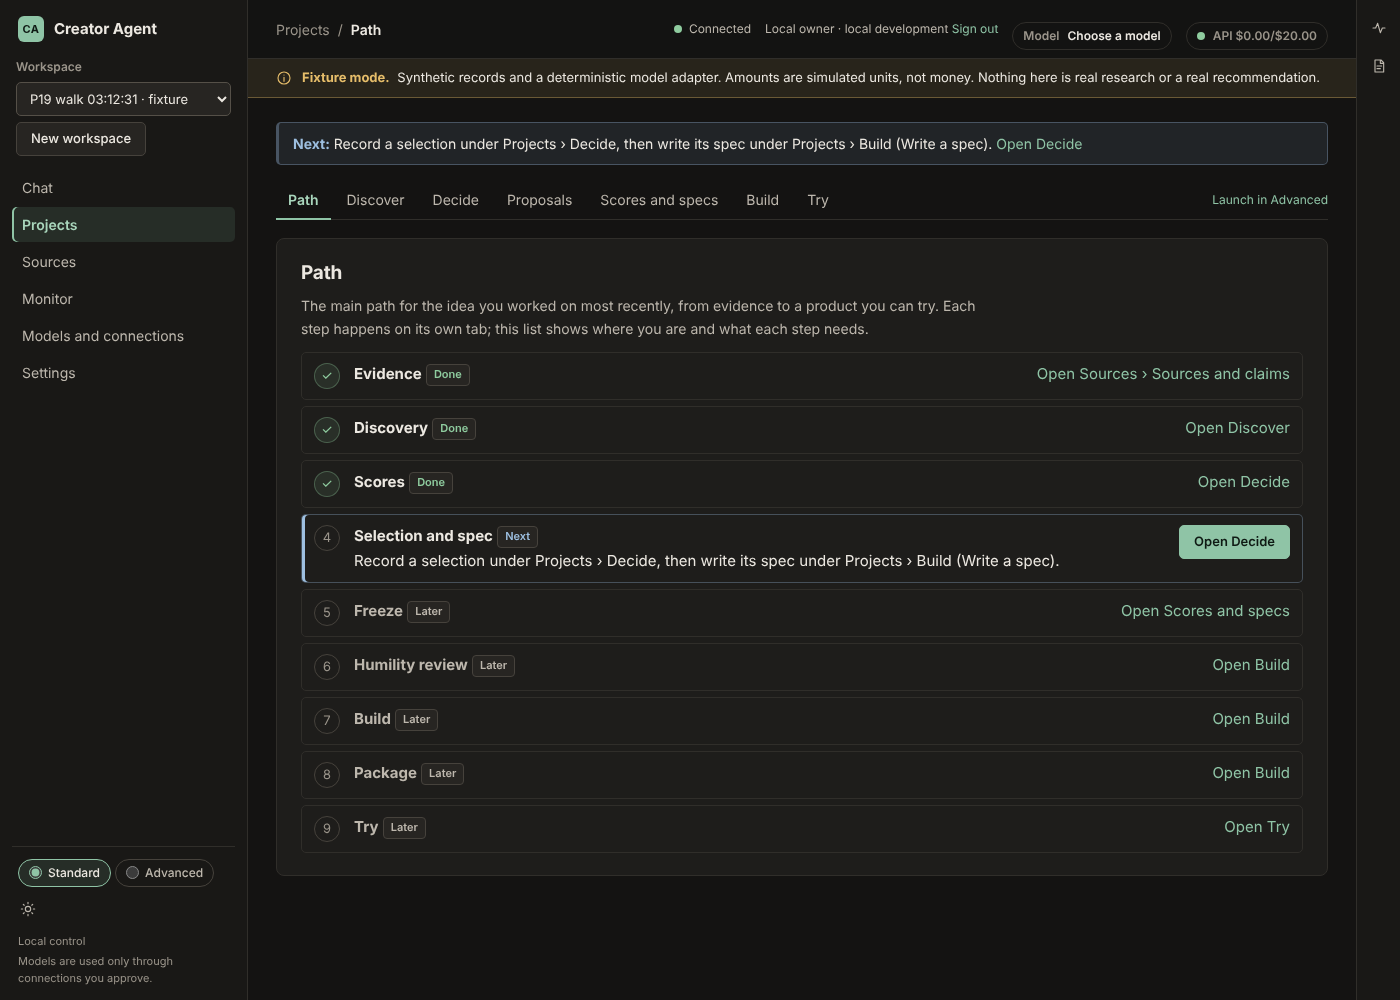 CA Creator Agent
Workspace
P19 walk 03:12:31 · fixture
New workspace
Chat
Projects
Sources
Monitor
Models and connections
Settings
Standard
Advanced
Local control
Models are used only through
connections you approve.
Projects / Path
Connected
Local owner · local development Sign out
Model Choose a model
API $0.00/$20.00
Fixture mode. Synthetic records and a deterministic model adapter. Amounts are simulated units, not money. Nothing here is real research or a real recommendation.
Next: Record a selection under Projects › Decide, then write its spec under Projects › Build (Write a spec). Open Decide
Path
Discover
Decide
Proposals
Scores and specs
Build
Try
Launch in Advanced
Path
The main path for the idea you worked on most recently, from evidence to a product you can try. Each
step happens on its own tab; this list shows where you are and what each step needs.
Evidence Done
Open Sources › Sources and claims
Discovery Done
Open Discover
Scores Done
Open Decide
4 Selection and spec Next
Record a selection under Projects › Decide, then write its spec under Projects › Build (Write a spec).
Open Decide
5 Freeze Later
Open Scores and specs
6 Humility review Later
Open Build
7 Build Later
Open Build
8 Package Later
Open Build
9 Try Later
Open Try